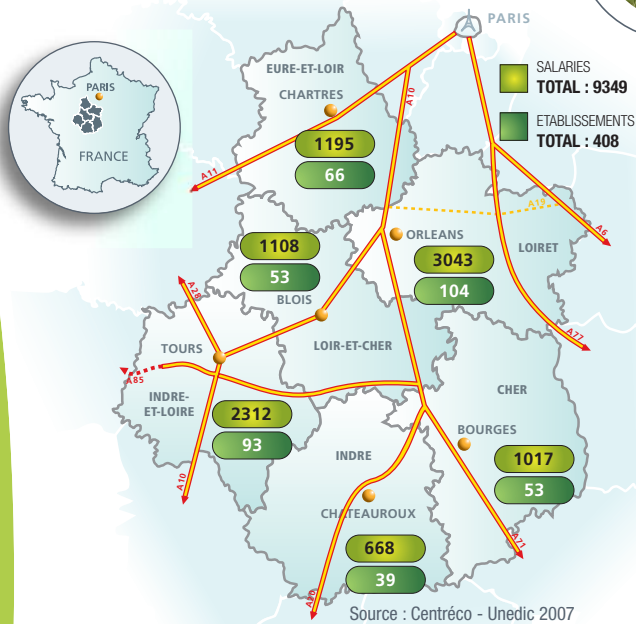 PARIS
SALARIES
TOTAL : 9349
ETABLISSEMENTS
TOTAL : 408
PARIS
FRANCE
EURE-ET-LOIR
CHARTRES
1195
66
A10
A11
A19
A6
ORLEANS
LOIRET
3043
104
1108
53
BLOIS
LOIR-ET-CHER
A28
A77
TOURS
A85
INDRE-
ET-LOIRE
2312
93
A10
CHER
BOURGES
1017
53
INDRE
CHATEAUROUX
668
39
A71
A20
Source : Centréco - Unedic 2007